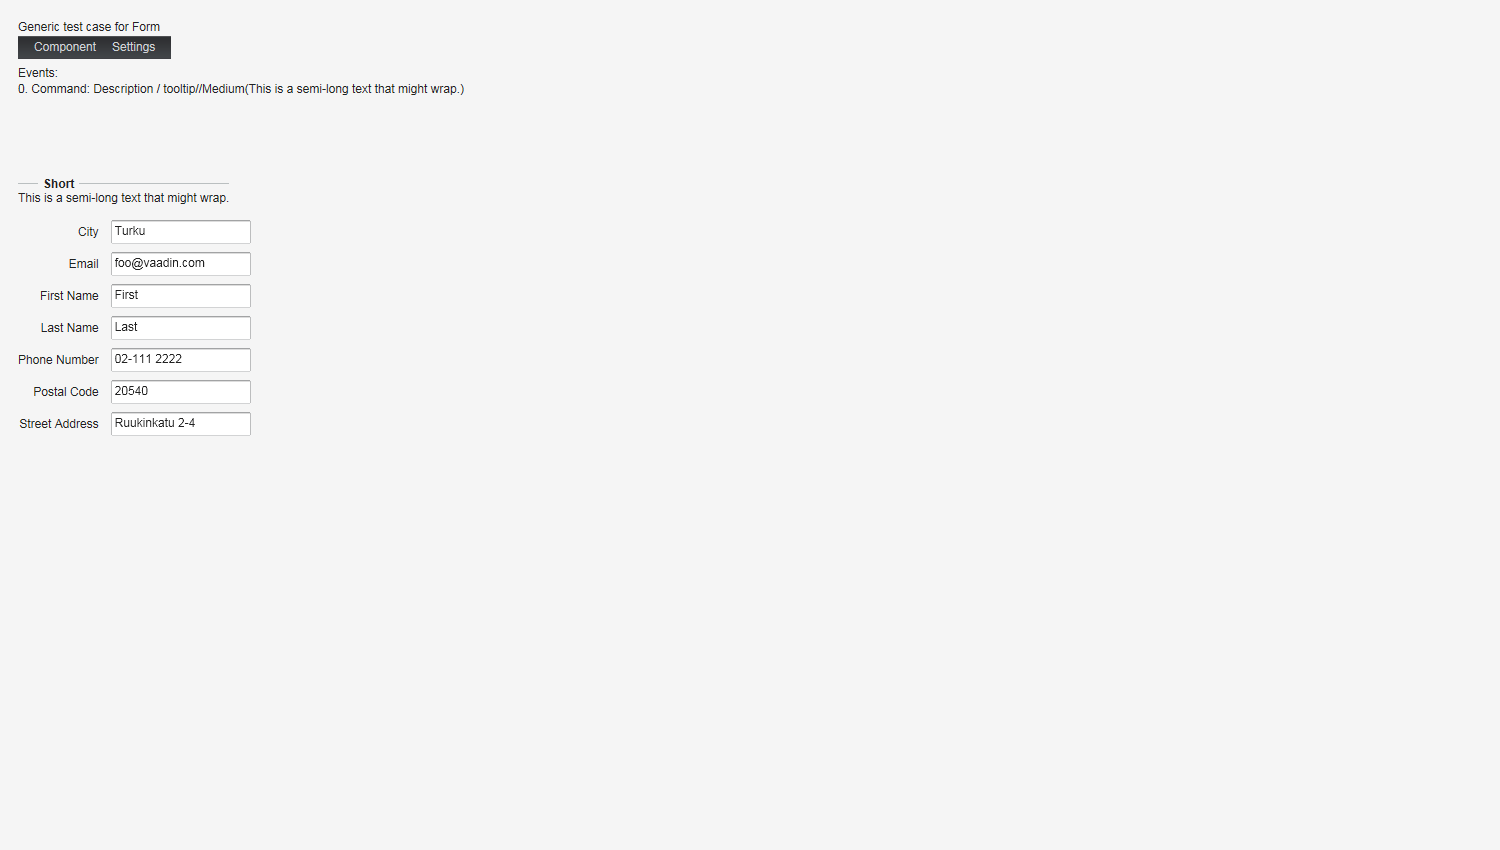 Generic test case for Form
Component Settings
Events:
0. Command: Description / tooltip//Medium(This is a semi-long text that might wrap.)
Short
This is a semi-long text that might wrap.
City Turku
Email foo@vaadin.com
First Name First
Last Name Last
Phone Number 02-111 2222
Postal Code 20540
Street Address Ruukinkatu 2-4